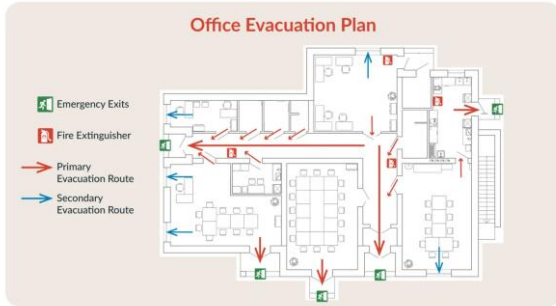 Office Evacuation Plan
Emergency Exits
Fire Extinguisher
Primary
Evacuation Route
Secondary
Evacuation Route